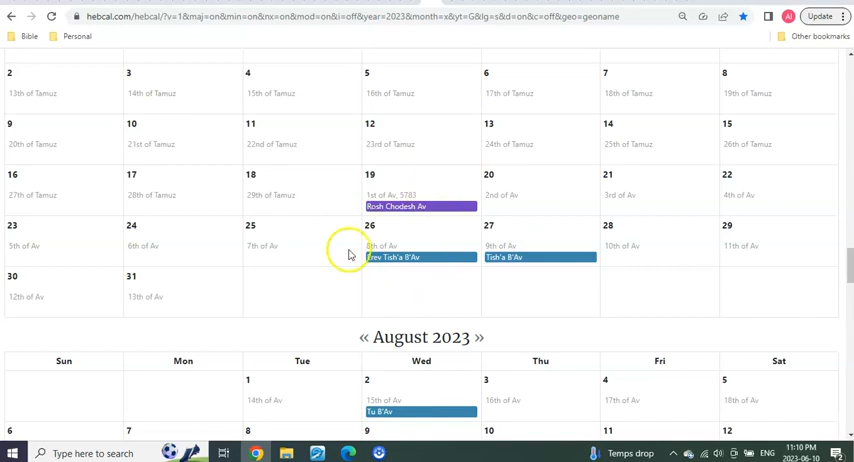 hebcal.com/hebcal/?v=1&maj=on&min=on&nx=on&mod=on&i=off&year=2023&month=x&yt=G&lg=s&d=on&c=off&geo=geoname
AI
Update
Bible
Personal
Other bookmarks
2 3 4 5 6 7 8
13th of Tamuz 14th of Tamuz 15th of Tamuz 16th of Tamuz 17th of Tamuz 18th of Tamuz 19th of Tamuz
9 10 11 12 13 14 15
20th of Tamuz 21st of Tamuz 22nd of Tamuz 23rd of Tamuz 24th of Tamuz 25th of Tamuz 26th of Tamuz
16 17 18 19 20 21 22
27th of Tamuz 28th of Tamuz 29th of Tamuz 1st of Av, 5783 2nd of Av 3rd of Av 4th of Av
Rosh Chodesh Av
23 24 25 26 27 28 29
5th of Av 6th of Av 7th of Av 8th of Av 9th of Av 10th of Av 11th of Av
Erev Tish'a B'Av Tish'a B'Av
30 31
12th of Av 13th of Av
« August 2023 »
Sun Mon Tue Wed Thu Fri Sat
1 2 3 4 5
14th of Av 15th of Av 16th of Av 17th of Av 18th of Av
Tu B'Av
6 7 8 9 10 11 12
Type here to search
Temps drop
ENG
11:10 PM
2023-06-10
2